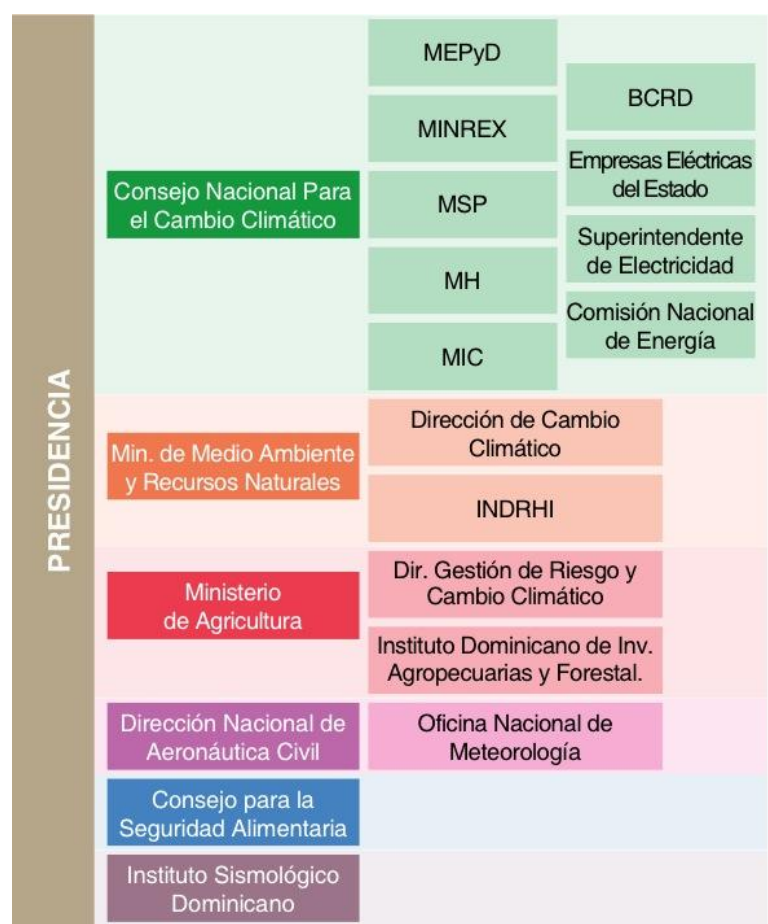 PRESIDENCIA
Consejo Nacional Para
el Cambio Climático
MEPyD
MINREX
MSP
MH
MIC
BCRD
Empresas Eléctricas
del Estado
Superintendente
de Electricidad
Comisión Nacional
de Energía
Min. de Medio Ambiente
y Recursos Naturales
Dirección de Cambio
Climático
INDRHI
Ministerio
de Agricultura
Dir. Gestión de Riesgo y
Cambio Climático
Instituto Dominicano de Inv.
Agropecuarias y Forestal.
Dirección Nacional de
Aeronáutica Civil
Oficina Nacional de
Meteorología
Consejo para la
Seguridad Alimentaria
Instituto Sismológico
Dominicano